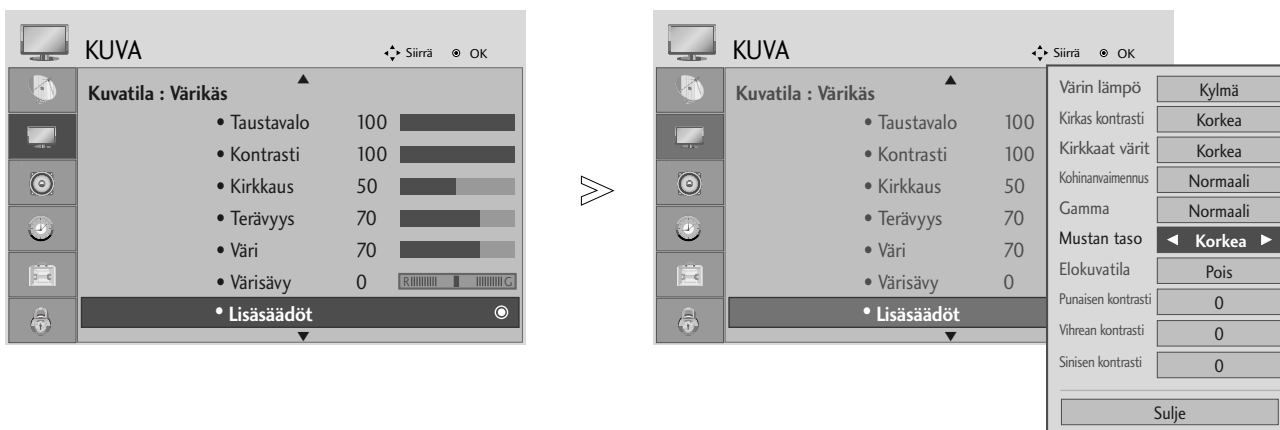 KUVA
Siirrä
OK
Kuvatila : Värikäs
• Taustavalo 100
• Kontrasti 100
• Kirkkaus 50
• Terävyys 70
• Väri 70
• Värisävy 0 R G
• Lisäsäädöt
KUVA
Siirrä
OK
Kuvatila : Värikäs
• Taustavalo 100
• Kontrasti 100
• Kirkkaus 50
• Terävyys 70
• Väri 70
• Värisävy 0
• Lisäsäädöt
Värin lämpö Kylmä
Kirkas kontrasti Korkea
Kirkkaat värit Korkea
Kohinanvaimennus Normaali
Gamma Normaali
Mustan taso ◄ Korkea ►
Elokuvatila Pois
Punaisen kontrasti 0
Vihrean kontrasti 0
Sinisen kontrasti 0
Sulje